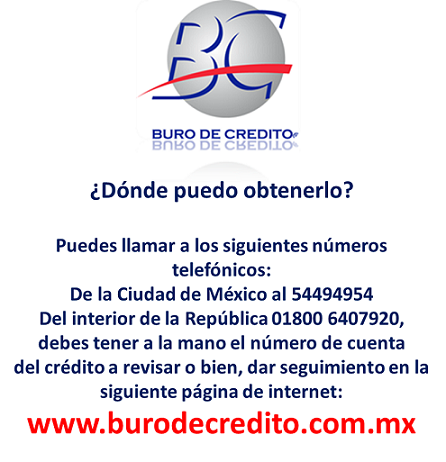 BC
BURO DE CREDITO
¿Dónde puedo obtenerlo?
Puedes llamar a los siguientes números
telefónicos:
De la Ciudad de México al 54494954
Del interior de la República 01800 6407920,
debes tener a la mano el número de cuenta
del crédito a revisar o bien, dar seguimiento en la
siguiente página de internet:
www.burodecredito.com.mx